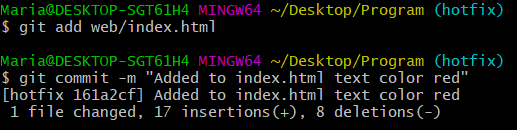 Maria@DESKTOP-SGT61H4 MINGW64 ~/Desktop/Program (hotfix)
$ git add web/index.html
Maria@DESKTOP-SGT61H4 MINGW64 ~/Desktop/Program (hotfix)
$ git commit -m "Added to index.html text color red"
[hotfix 161a2cf] Added to index.html text color red
 1 file changed, 17 insertions(+), 8 deletions(-)